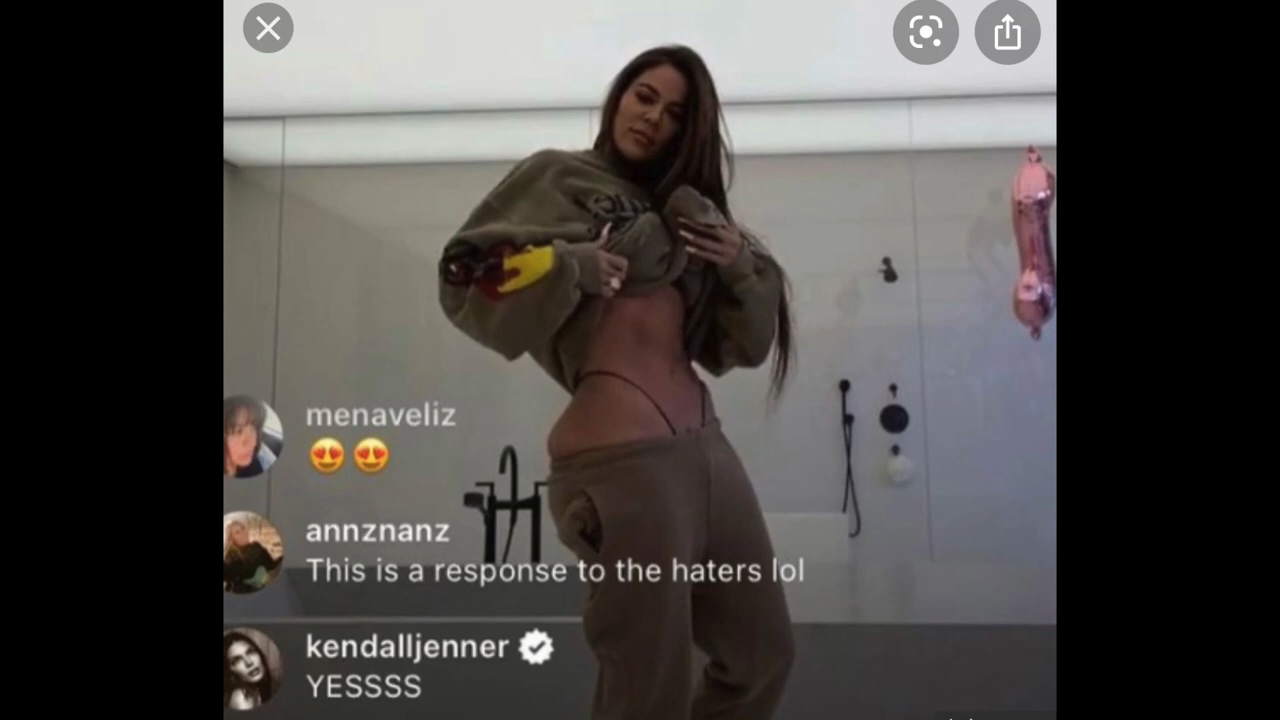 menaveliz
😍😍
annznanz
This is a response to the haters lol
kendalljenner
YESSSS